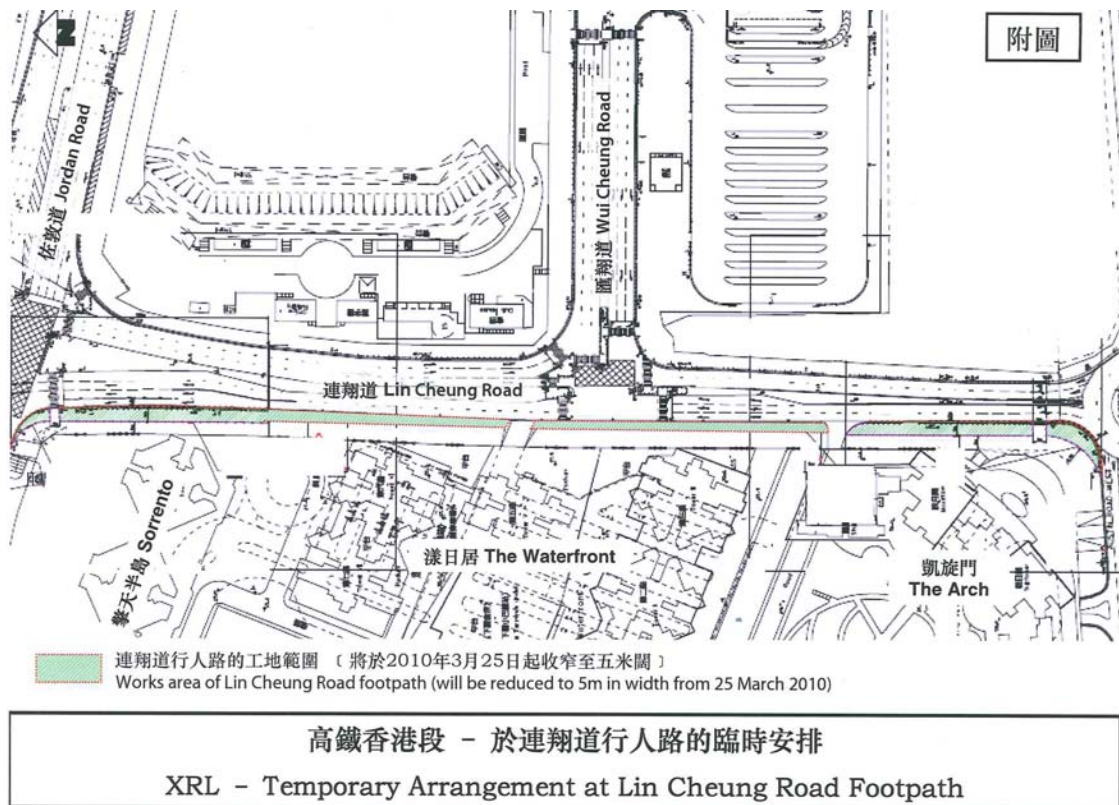 附圖
N
佐敦道 Jordan Road
匯翔道 Wui Cheung Road
連翔道 Lin Cheung Road
擎天半島 Sorrento
漾日居 The Waterfront
凱旋門
The Arch
連翔道行人路的工地範圍 〔 將於2010年3月25日起收窄至五米闊 〕
Works area of Lin Cheung Road footpath (will be reduced to 5m in width from 25 March 2010)
高鐵香港段 – 於連翔道行人路的臨時安排
XRL – Temporary Arrangement at Lin Cheung Road Footpath